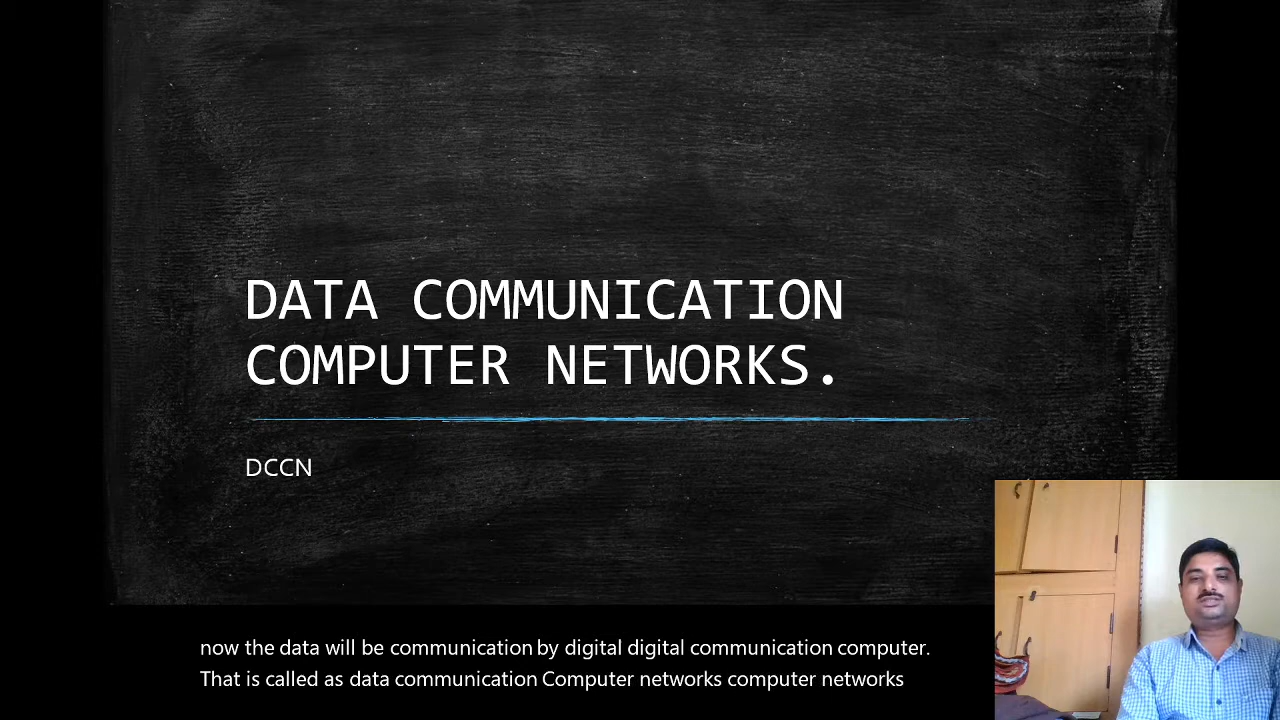 DATA COMMUNICATION
COMPUTER NETWORKS.
DCCN
now the data will be communication by digital digital communication computer.
That is called as data communication Computer networks computer networks